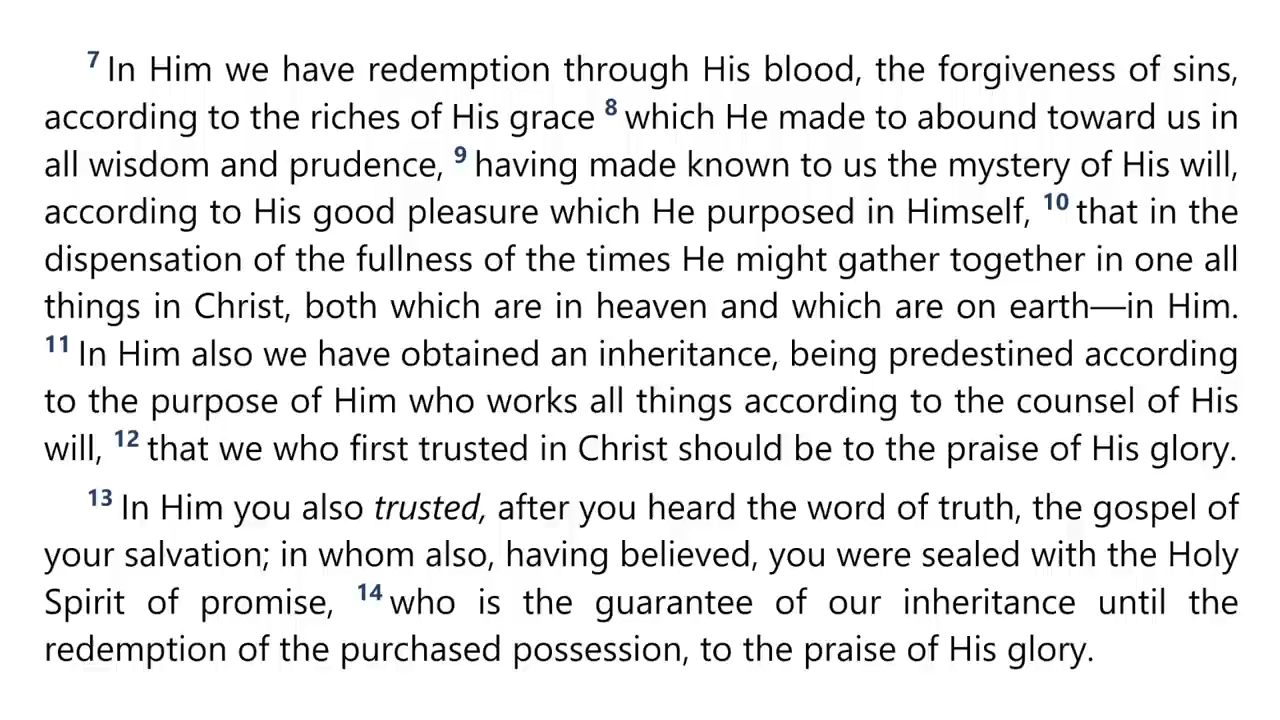 7 In Him we have redemption through His blood, the forgiveness of sins,
according to the riches of His grace 8 which He made to abound toward us in
all wisdom and prudence, 9 having made known to us the mystery of His will,
according to His good pleasure which He purposed in Himself, 10 that in the
dispensation of the fullness of the times He might gather together in one all
things in Christ, both which are in heaven and which are on earth—in Him.
11 In Him also we have obtained an inheritance, being predestined according
to the purpose of Him who works all things according to the counsel of His
will, 12 that we who first trusted in Christ should be to the praise of His glory.
13 In Him you also trusted, after you heard the word of truth, the gospel of
your salvation; in whom also, having believed, you were sealed with the Holy
Spirit of promise, 14 who is the guarantee of our inheritance until the
redemption of the purchased possession, to the praise of His glory.